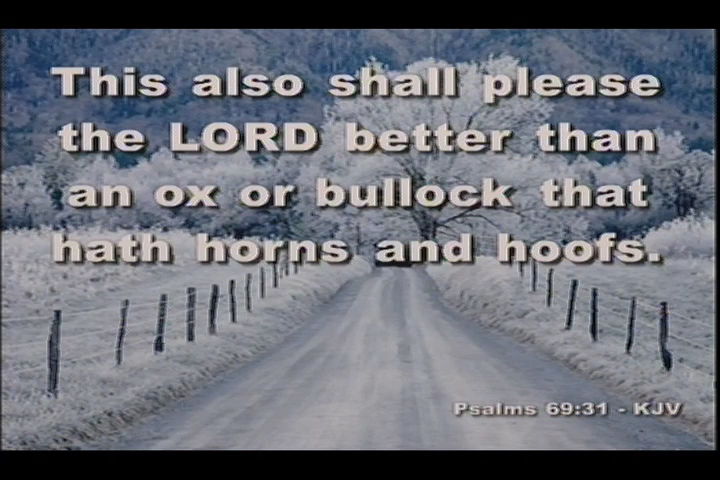 This also shall please
the LORD better than
an ox or bullock that
hath horns and hoofs.
Psalms 69:31 - KJV